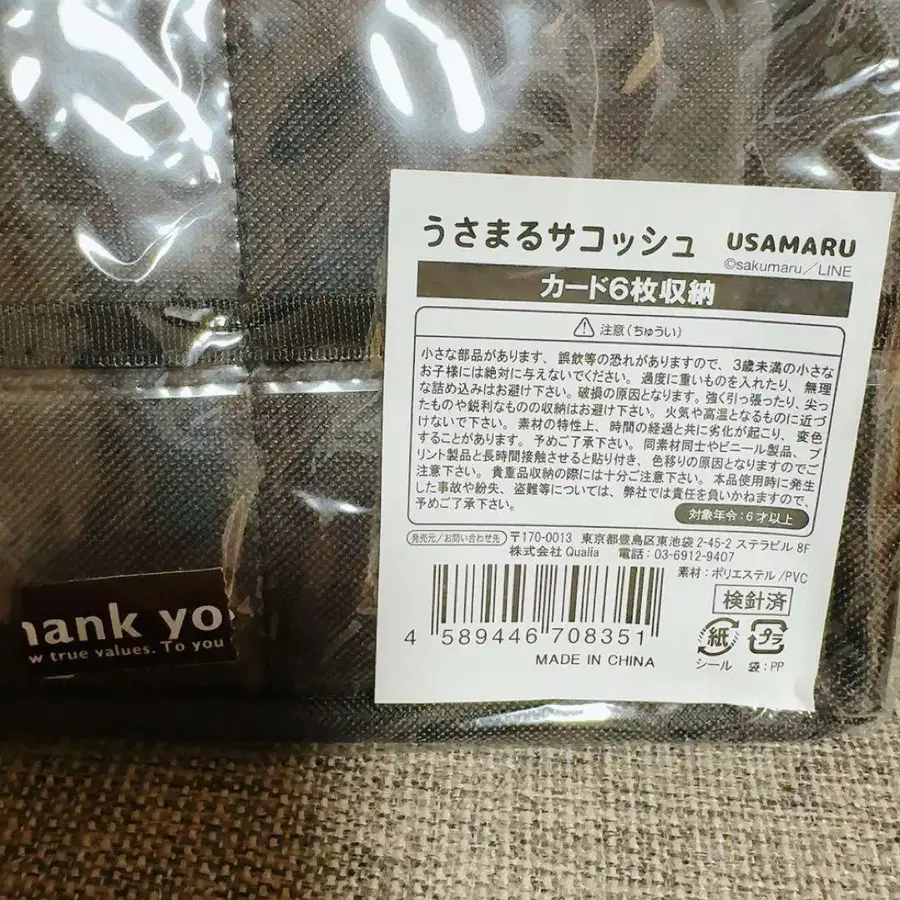 うさまるサコッシュ USAMARU
©sakumaru／LINE
カード6枚収納
注意(ちゅうい)
小さな部品があります、誤飲等の恐れがありますので、3歳未満の小さな
お子様には絶対に与えないでください。過度に重いものを入れたり、無理
な詰め込みはお避け下さい。破損の原因となります。強く引っ張ったり、尖っ
たものや鋭利なものの収納はお避け下さい。火気や高温となるものに近づ
けないで下さい。素材の特性上、時間の経過と共に劣化が起こり、変色
することがあります。予めご了承下さい。同素材同士やビニール製品、プ
リント製品と長時間接触させると貼り付き、色移りの原因となりますのでご
注意下さい。貴重品収納の際には十分ご注意下さい。本品使用時に発生
した事故や紛失、盗難等については、弊社では責任を負いかねますので、
予めご了承下さい。
対象年令：6才以上
発売元／お問い合わせ先 〒170-0013 東京都豊島区東池袋2-45-2 ステラビル 8F
株式会社 Qualia 電話：03-6912-9407
素材：ポリエステル/PVC
検針済
4 589446 708351
紙 プラ
シール 袋：PP
MADE IN CHINA
hank yo
w true values. To you